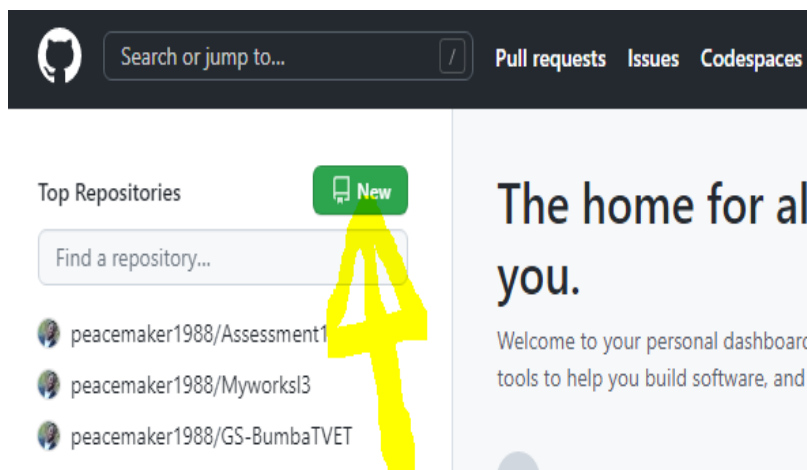 Search or jump to... / Pull requests Issues Codespaces
Top Repositories New
Find a repository...
peacemaker1988/Assessment1
peacemaker1988/Myworksl3
peacemaker1988/GS-BumbaTVET
The home for al
you.
Welcome to your personal dashboard
tools to help you build software, and